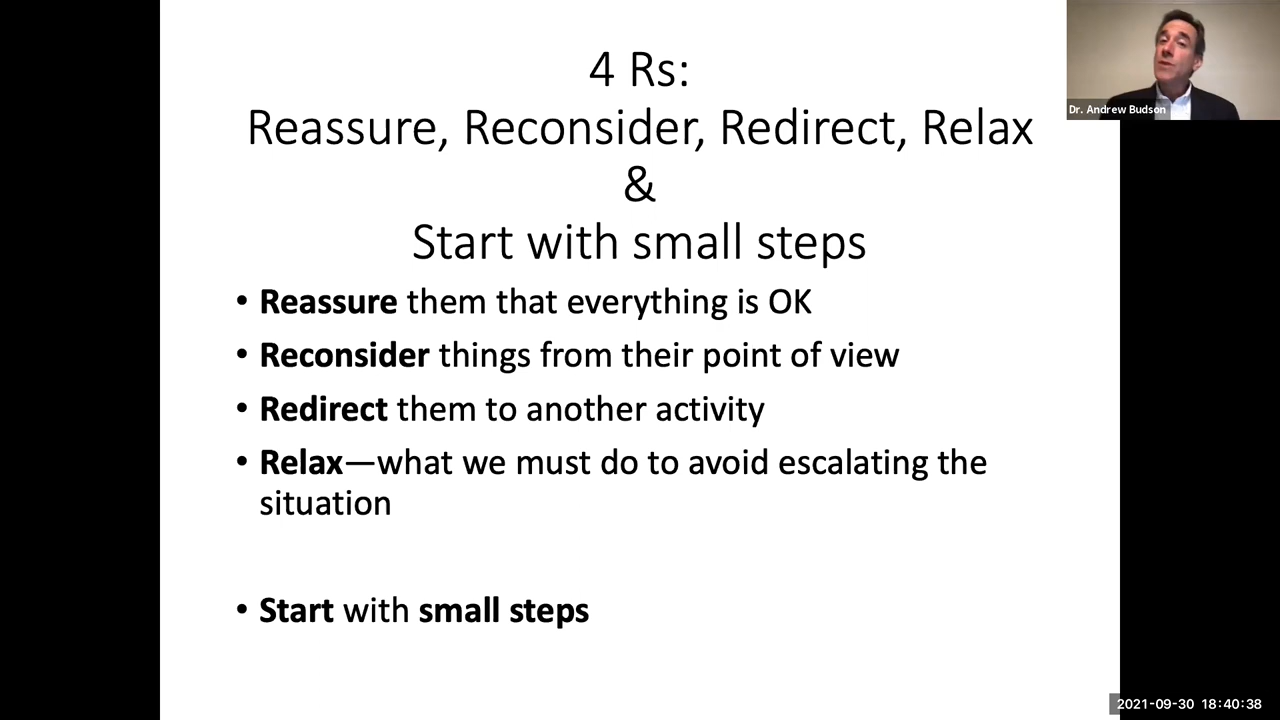 4 Rs:
Reassure, Reconsider, Redirect, Relax
&
Start with small steps
• Reassure them that everything is OK
• Reconsider things from their point of view
• Redirect them to another activity
• Relax—what we must do to avoid escalating the
situation
• Start with small steps
Dr. Andrew Budson
2021-09-30 18:40:38